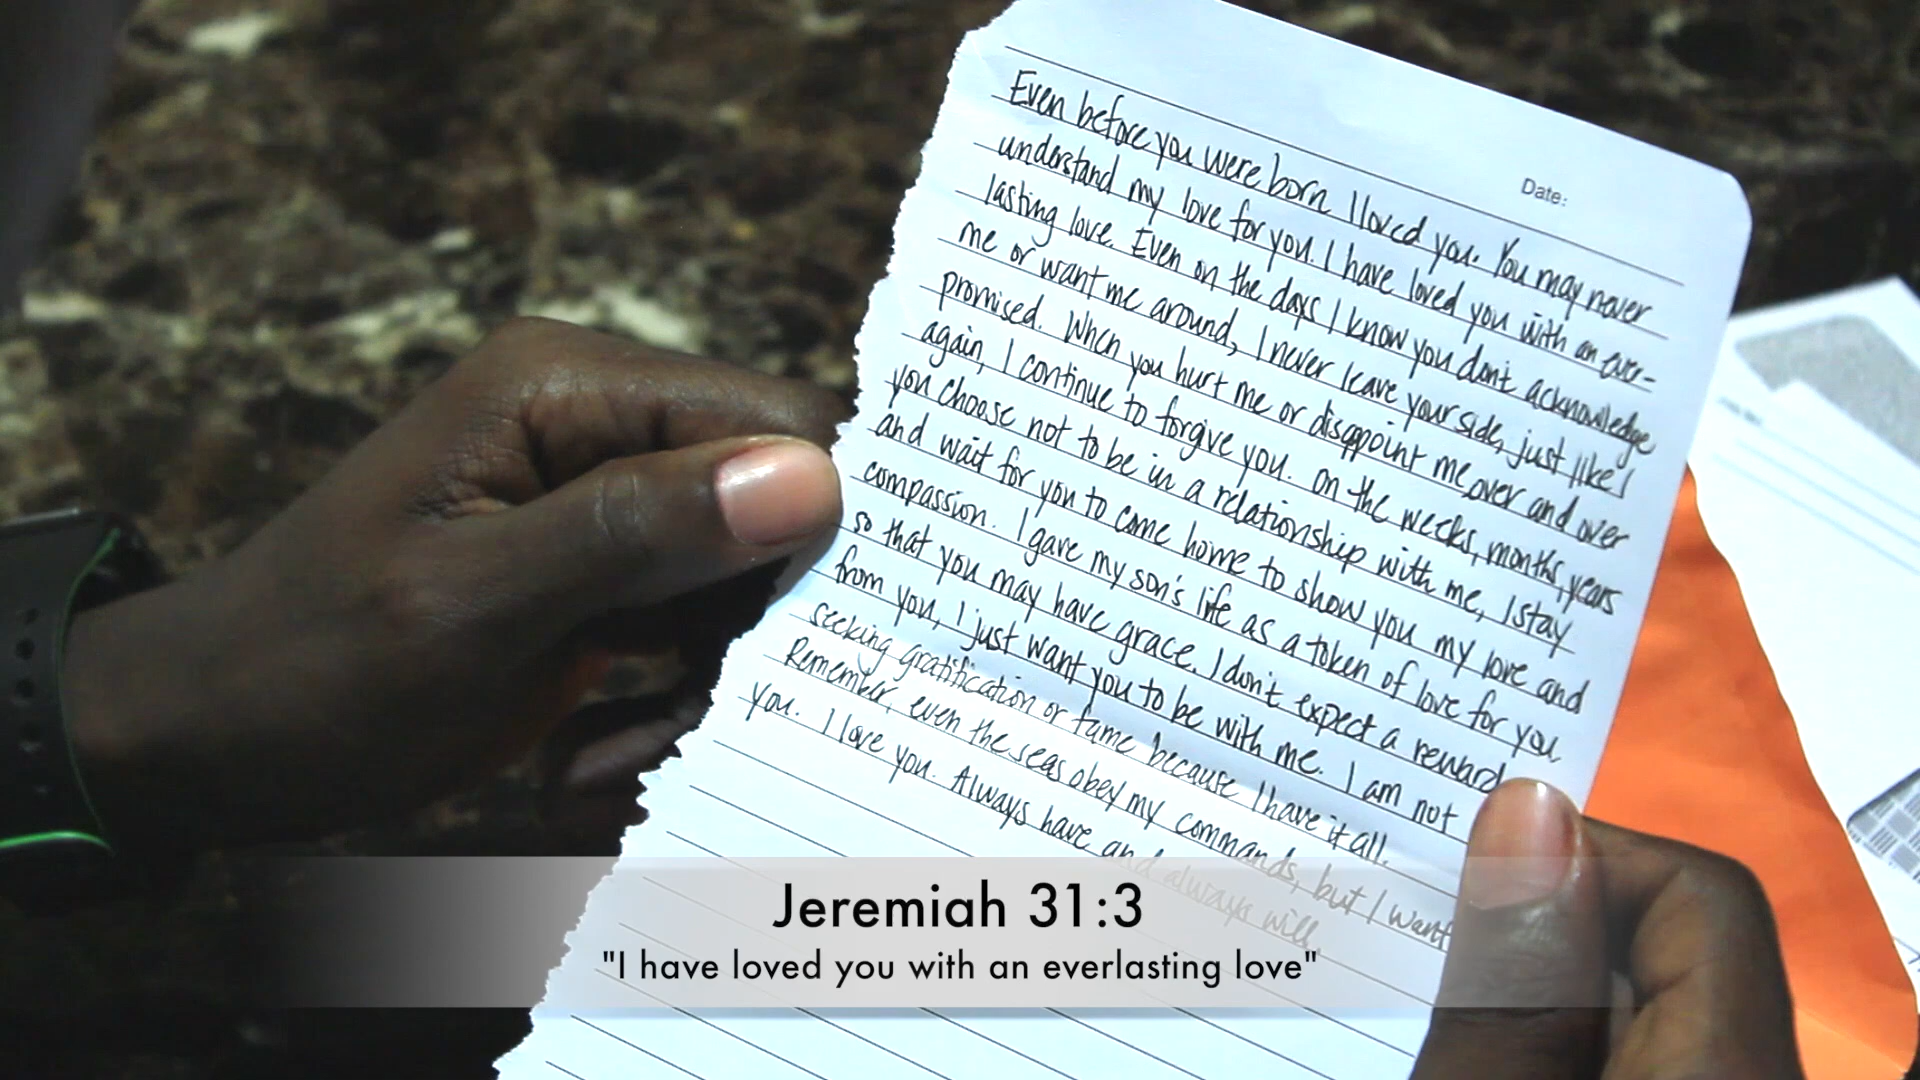 Date:
Even before you were born I loved you. You may never
understand my love for you. I have loved you with an ever-
lasting love. Even on the days I know you don't acknowledge
me or want me around, I never leave your side, just like I
promised. When you hurt me or disappoint me over and over
again, I continue to forgive you. On the weeks, months, years
you choose not to be in a relationship with me, I stay
and wait for you to come home to show you my love and
compassion. I gave my son's life as a token of love for you,
so that you may have grace. I don't expect a reward
from you, I just want you to be with me. I am not
seeking gratification or fame because I have it all.
Remember, even the seas obey my commands, but I want
you. I love you. Always have and always will.
Jeremiah 31:3
"I have loved you with an everlasting love"